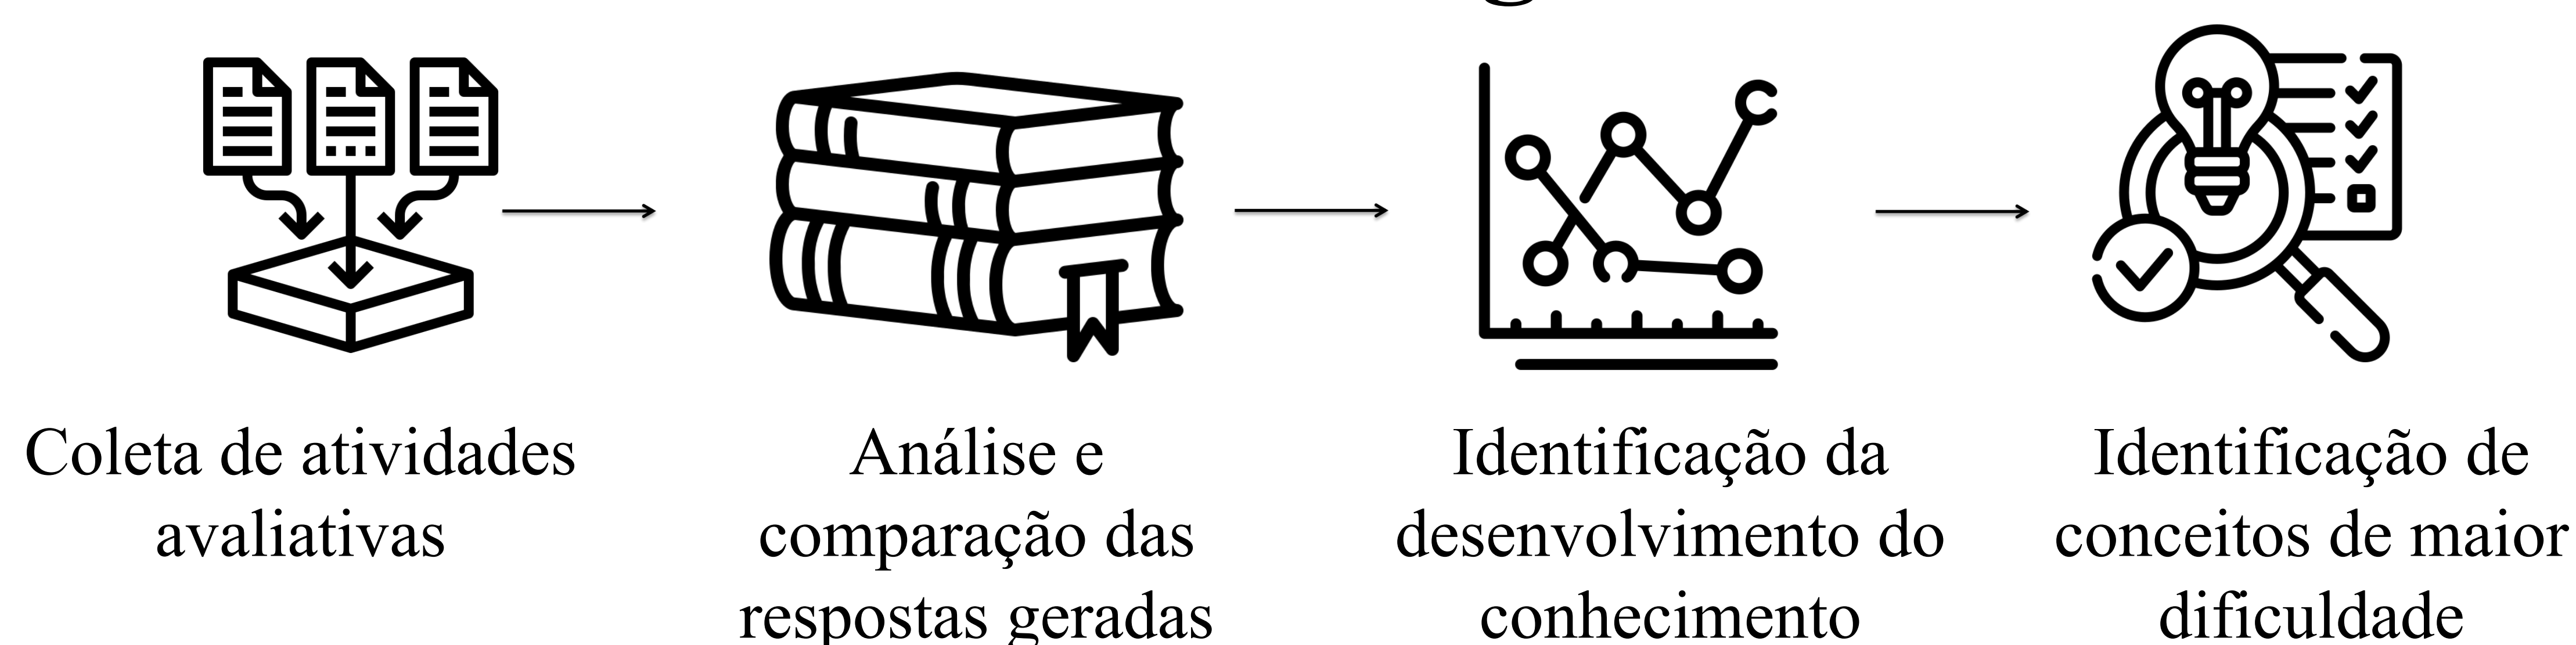 Coleta de atividades
avaliativas
Análise e
comparação das
respostas geradas
Identificação da
desenvolvimento do
conhecimento
Identificação de
conceitos de maior
dificuldade